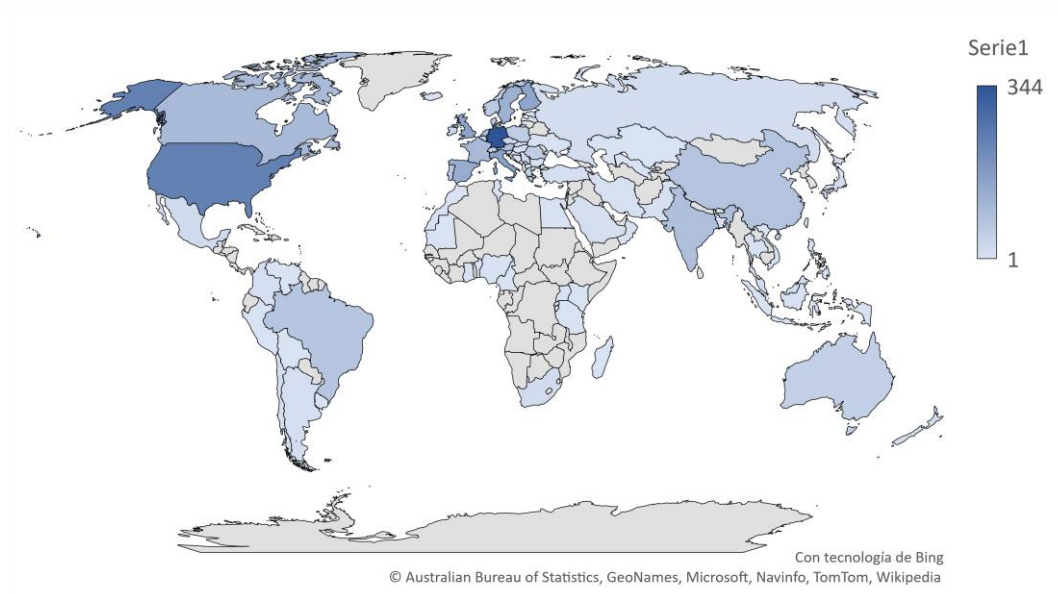 Serie1
344
1
Con tecnología de Bing
© Australian Bureau of Statistics, GeoNames, Microsoft, Navinfo, TomTom, Wikipedia